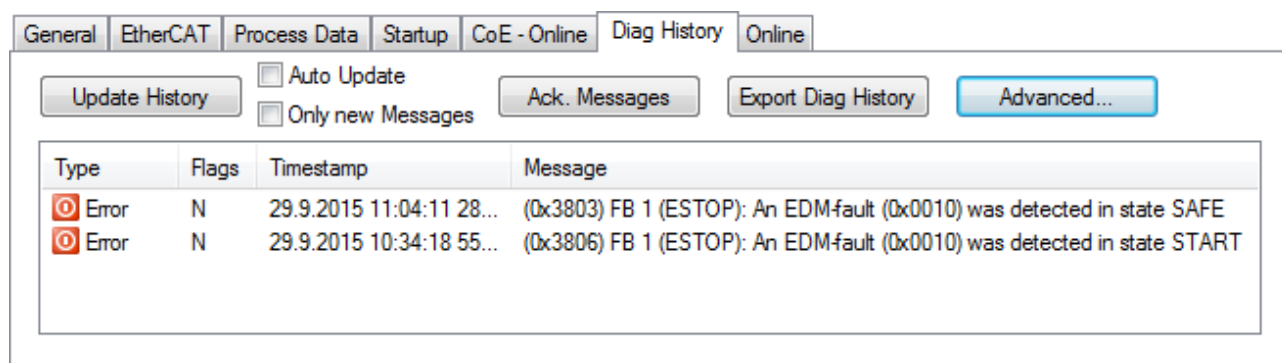 General EtherCAT Process Data Startup CoE - Online Diag History Online
Update History Auto Update Only new Messages Ack. Messages Export Diag History Advanced...
Type Flags Timestamp Message
Error N 29.9.2015 11:04:11 28... (0x3803) FB 1 (ESTOP): An EDM-fault (0x0010) was detected in state SAFE
Error N 29.9.2015 10:34:18 55... (0x3806) FB 1 (ESTOP): An EDM-fault (0x0010) was detected in state START